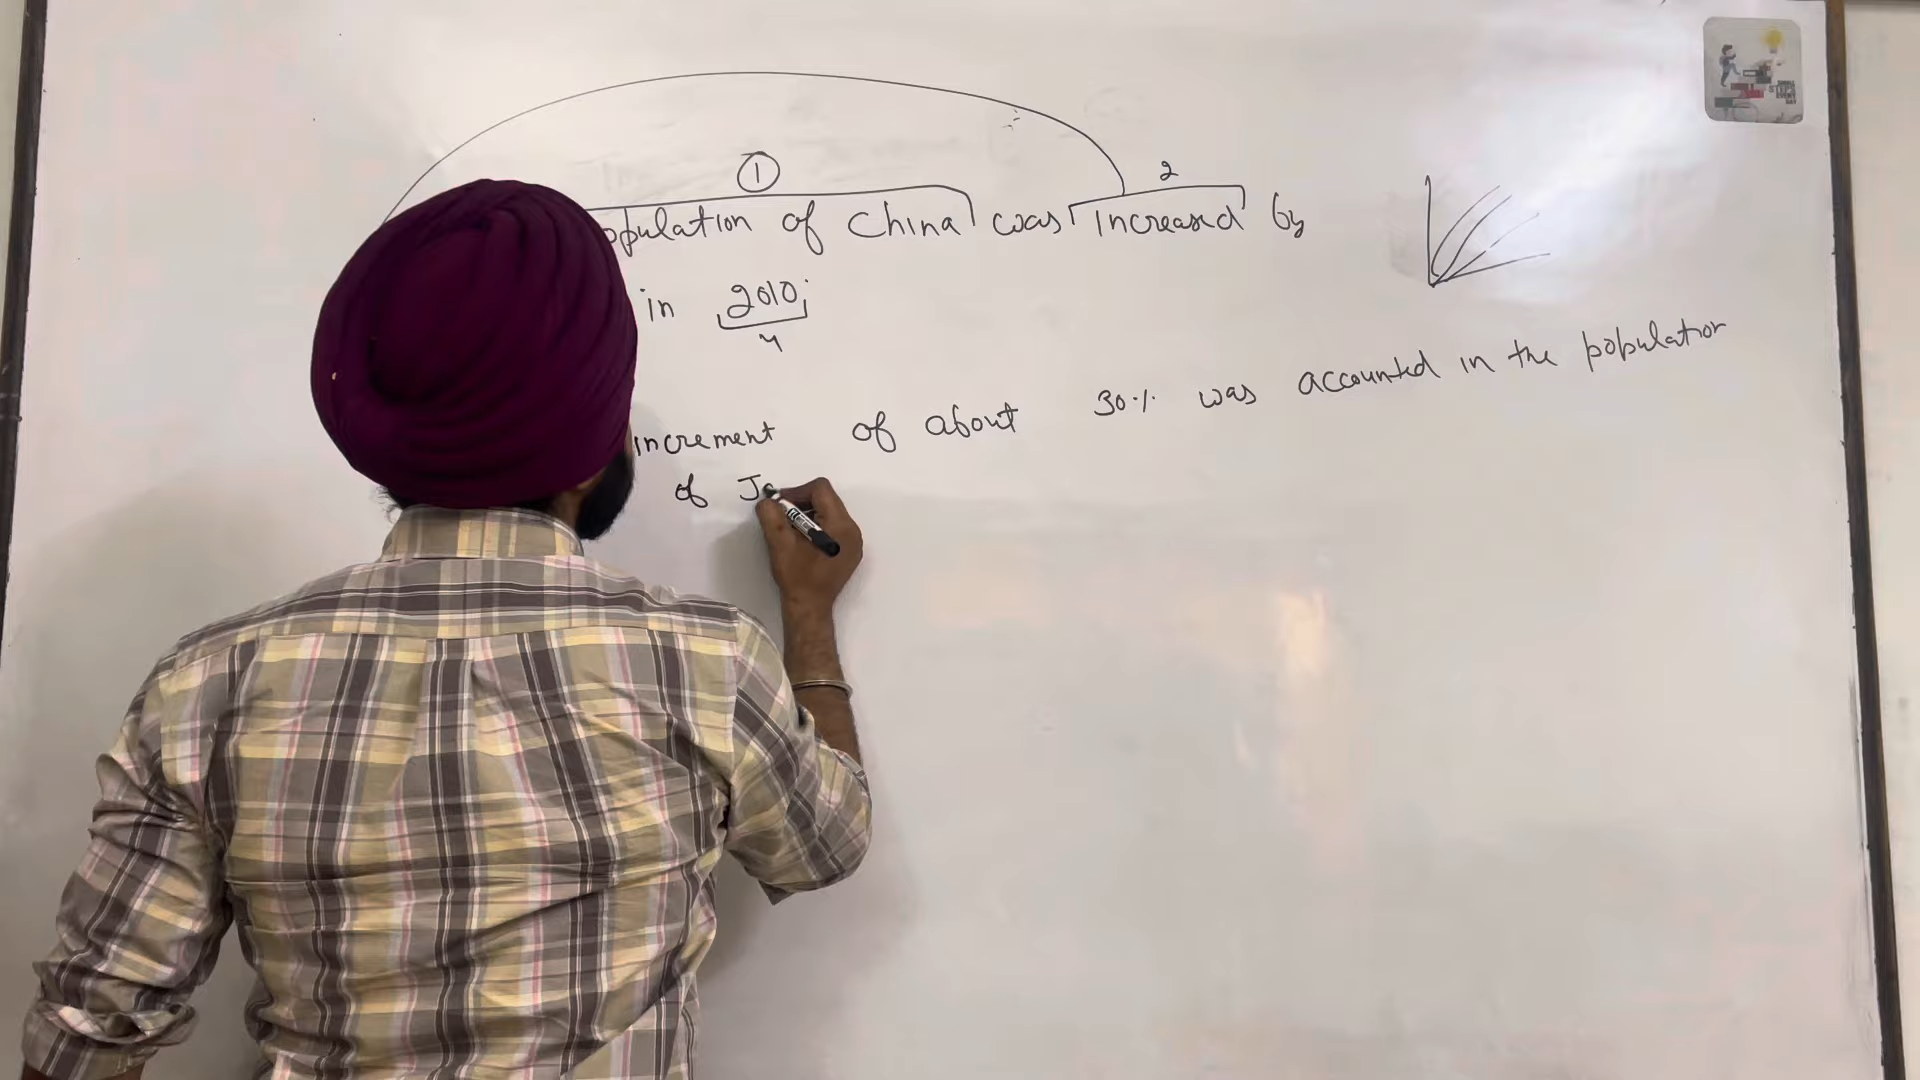 ① 2
opulation of China was increased by
in 2010;
4
increment of about 30% was accounted in the population
of Ja